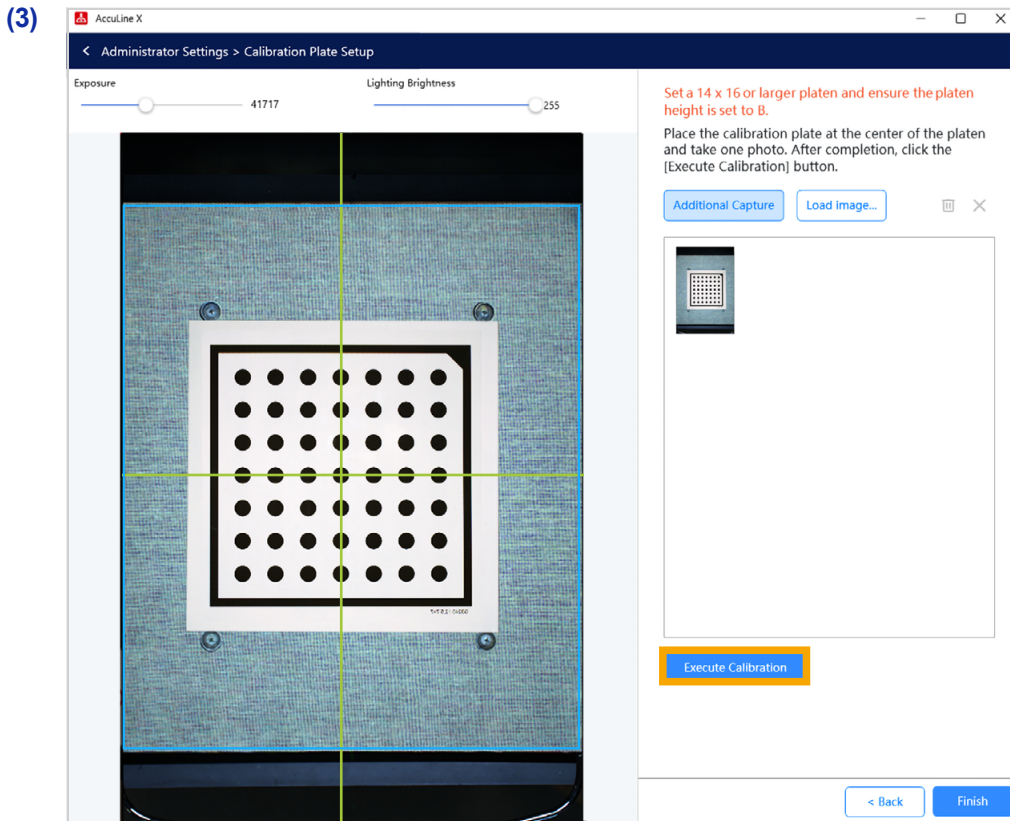 (3)
AccuLine X
< Administrator Settings > Calibration Plate Setup
Exposure
41717
Lighting Brightness
255
Set a 14 x 16 or larger platen and ensure the platen
height is set to B.
Place the calibration plate at the center of the platen
and take one photo. After completion, click the
[Execute Calibration] button.
Additional Capture
Load image...
Execute Calibration
< Back
Finish